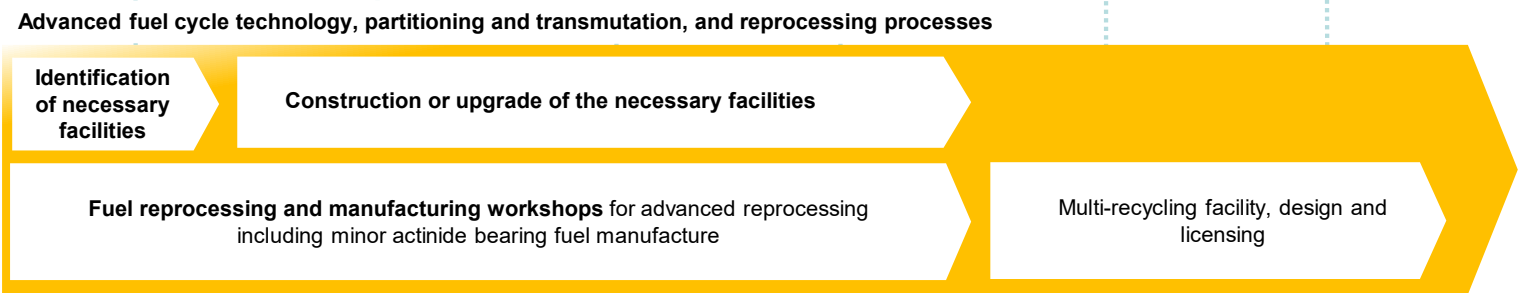 Advanced fuel cycle technology, partitioning and transmutation, and reprocessing processes
Identification
of necessary
facilities
Construction or upgrade of the necessary facilities
Fuel reprocessing and manufacturing workshops for advanced reprocessing
including minor actinide bearing fuel manufacture
Multi-recycling facility, design and
licensing